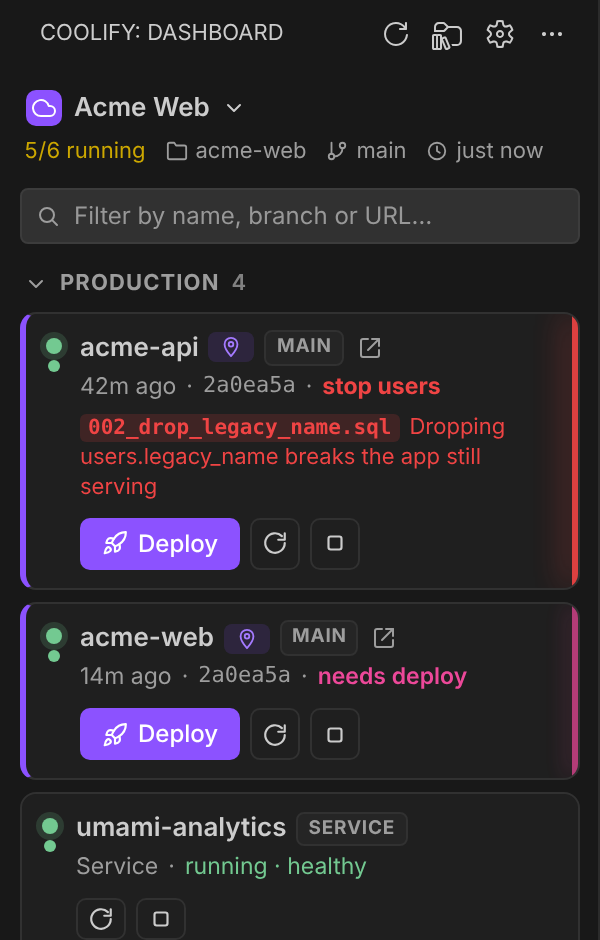 COOLIFY: DASHBOARD
Acme Web
5/6 running acme-web main just now
Filter by name, branch or URL...
PRODUCTION 4
acme-api MAIN
42m ago · 2a0ea5a · stop users
002_drop_legacy_name.sql Dropping
users.legacy_name breaks the app still
serving
Deploy
acme-web MAIN
14m ago · 2a0ea5a · needs deploy
Deploy
umami-analytics SERVICE
Service · running · healthy